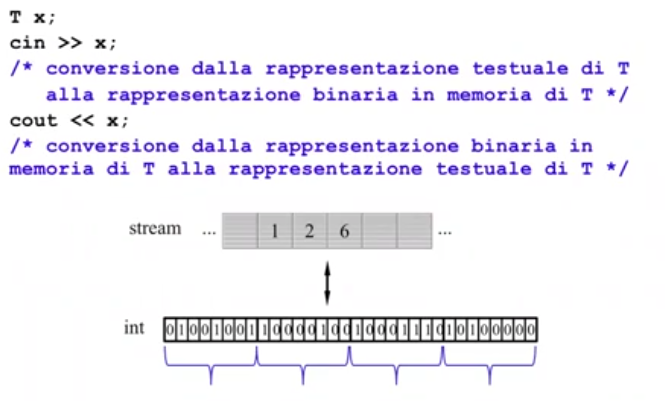 T x;
cin >> x;
/* conversione dalla rappresentazione testuale di T
alla rappresentazione binaria in memoria di T */
cout << x;
/* conversione dalla rappresentazione binaria in
memoria di T alla rappresentazione testuale di T */
stream ... 1 2 6 ...
int